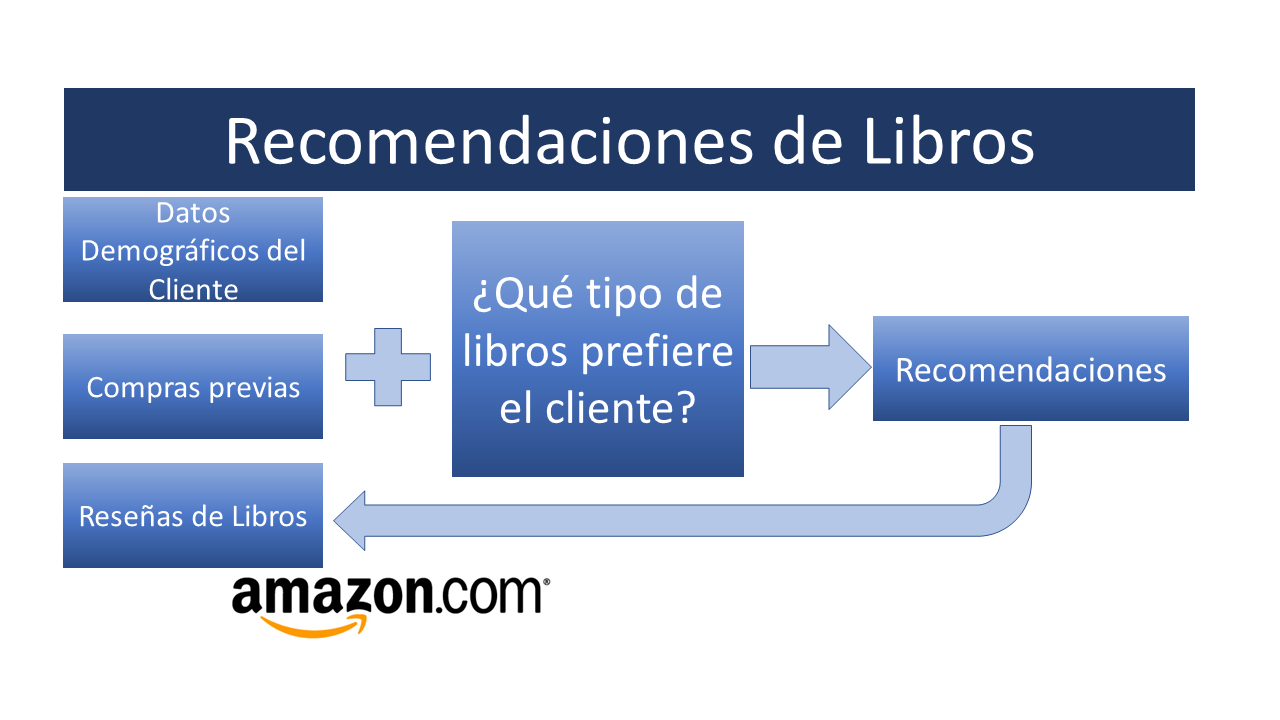 Recomendaciones de Libros
Datos
Demográficos del
Cliente
Compras previas
Reseñas de Libros
¿Qué tipo de
libros prefiere
el cliente?
Recomendaciones
amazon.com®